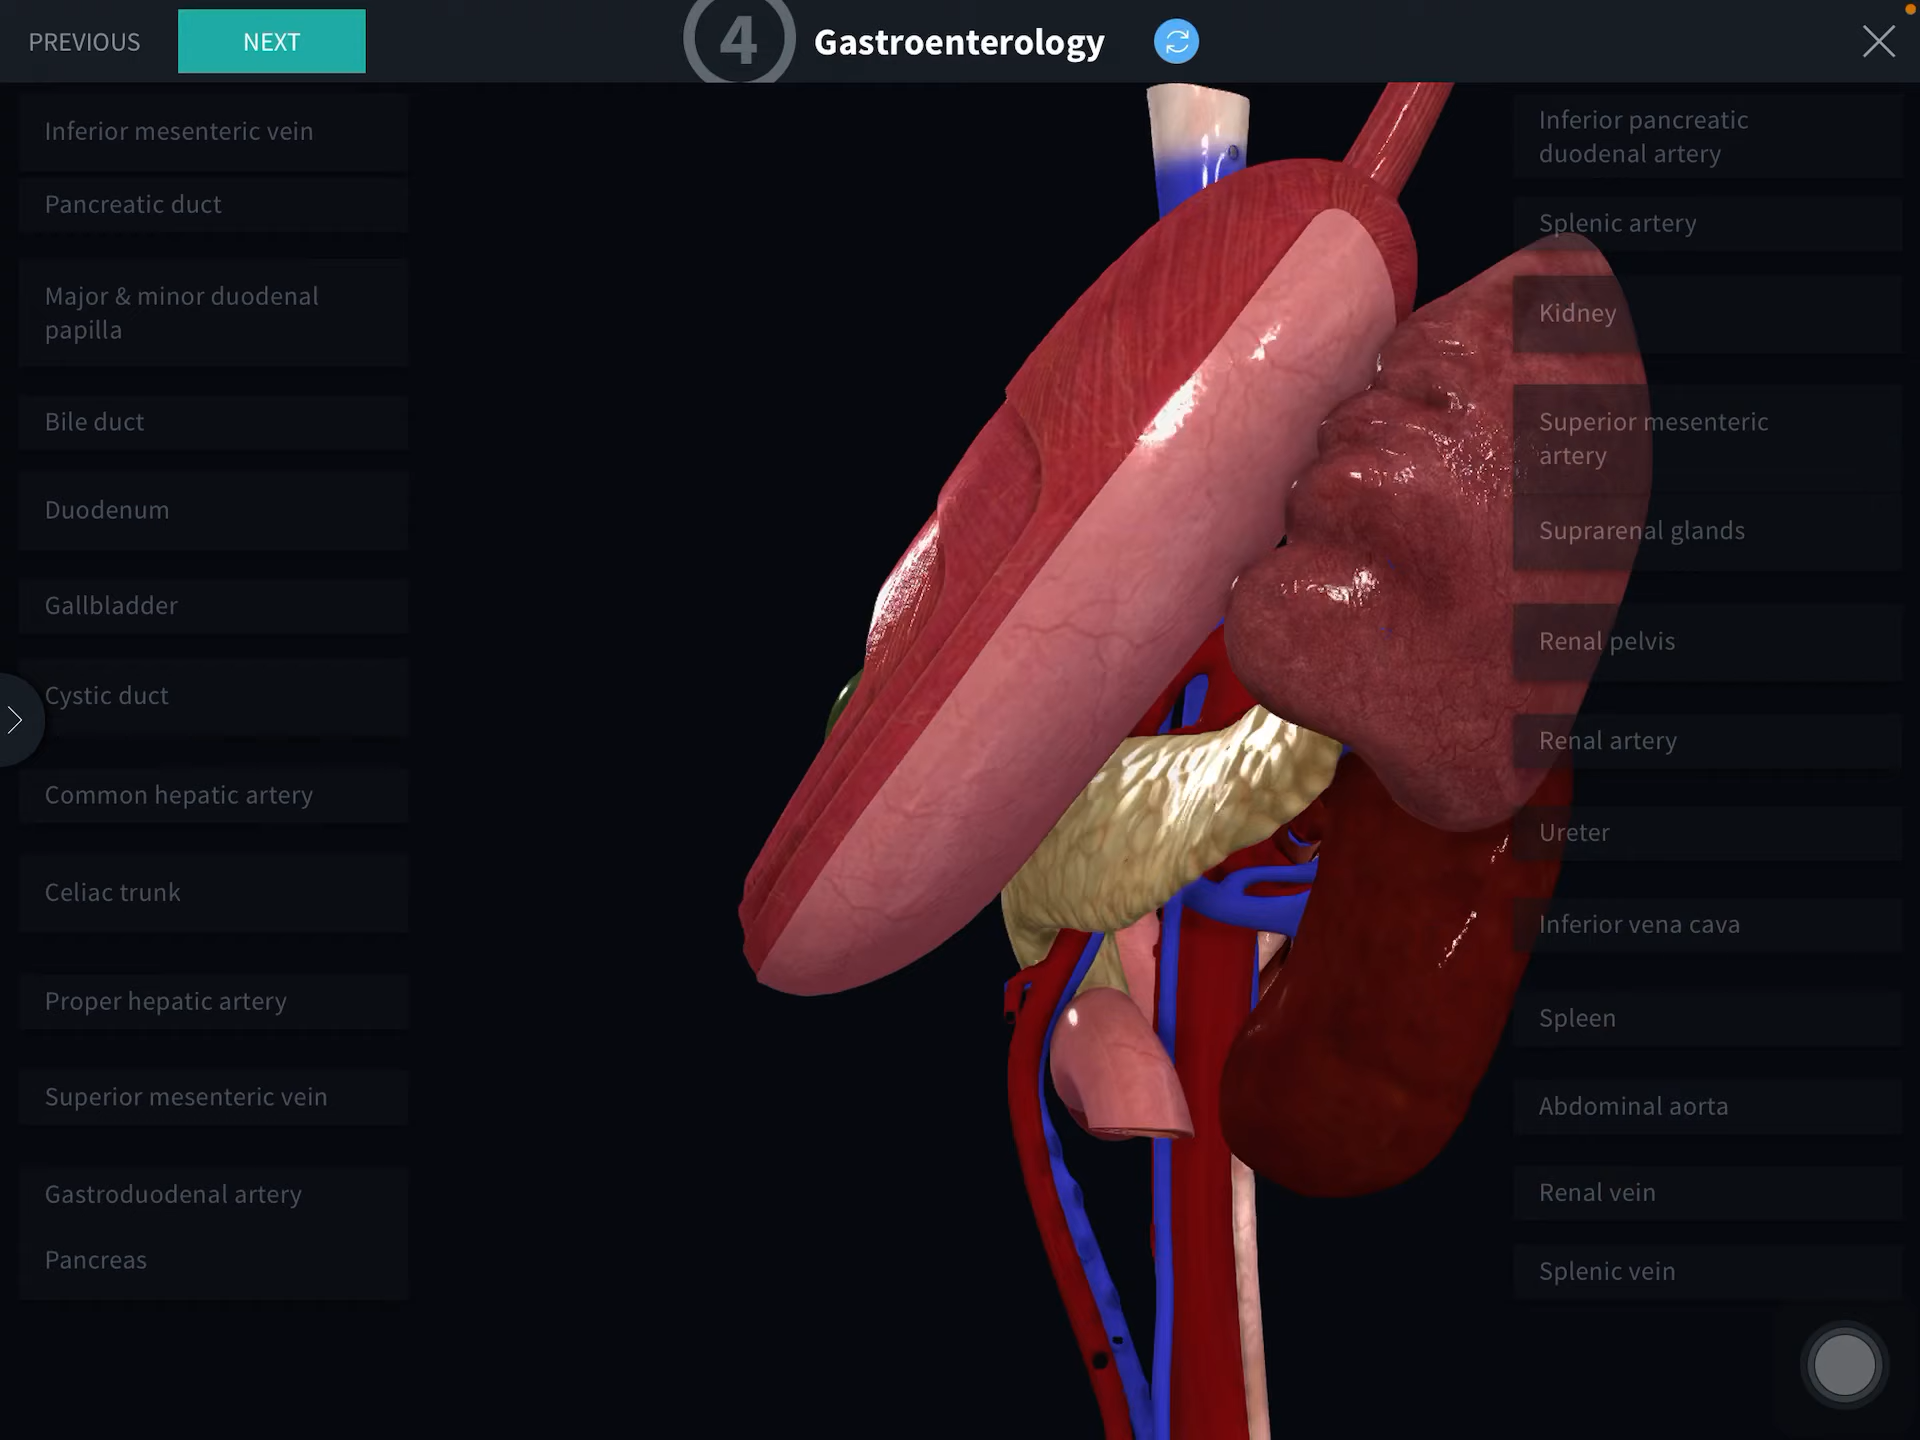 PREVIOUS
NEXT
4
Gastroenterology
Inferior mesenteric vein
Pancreatic duct
Major & minor duodenal
papilla
Bile duct
Duodenum
Gallbladder
Cystic duct
Common hepatic artery
Celiac trunk
Proper hepatic artery
Superior mesenteric vein
Gastroduodenal artery
Pancreas
Inferior pancreatic
duodenal artery
Splenic artery
Kidney
Superior mesenteric
artery
Suprarenal glands
Renal pelvis
Renal artery
Ureter
Inferior vena cava
Spleen
Abdominal aorta
Renal vein
Splenic vein